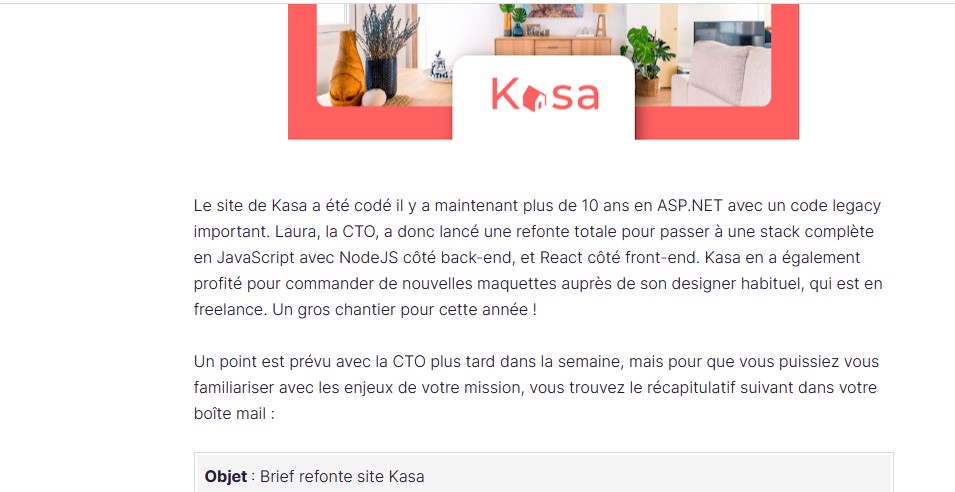 Kasa
Le site de Kasa a été codé il y a maintenant plus de 10 ans en ASP.NET avec un code legacy
important. Laura, la CTO, a donc lancé une refonte totale pour passer à une stack complète
en JavaScript avec NodeJS côté back-end, et React côté front-end. Kasa en a également
profité pour commander de nouvelles maquettes auprès de son designer habituel, qui est en
freelance. Un gros chantier pour cette année !
Un point est prévu avec la CTO plus tard dans la semaine, mais pour que vous puissiez vous
familiariser avec les enjeux de votre mission, vous trouvez le récapitulatif suivant dans votre
boîte mail :
Objet : Brief refonte site Kasa